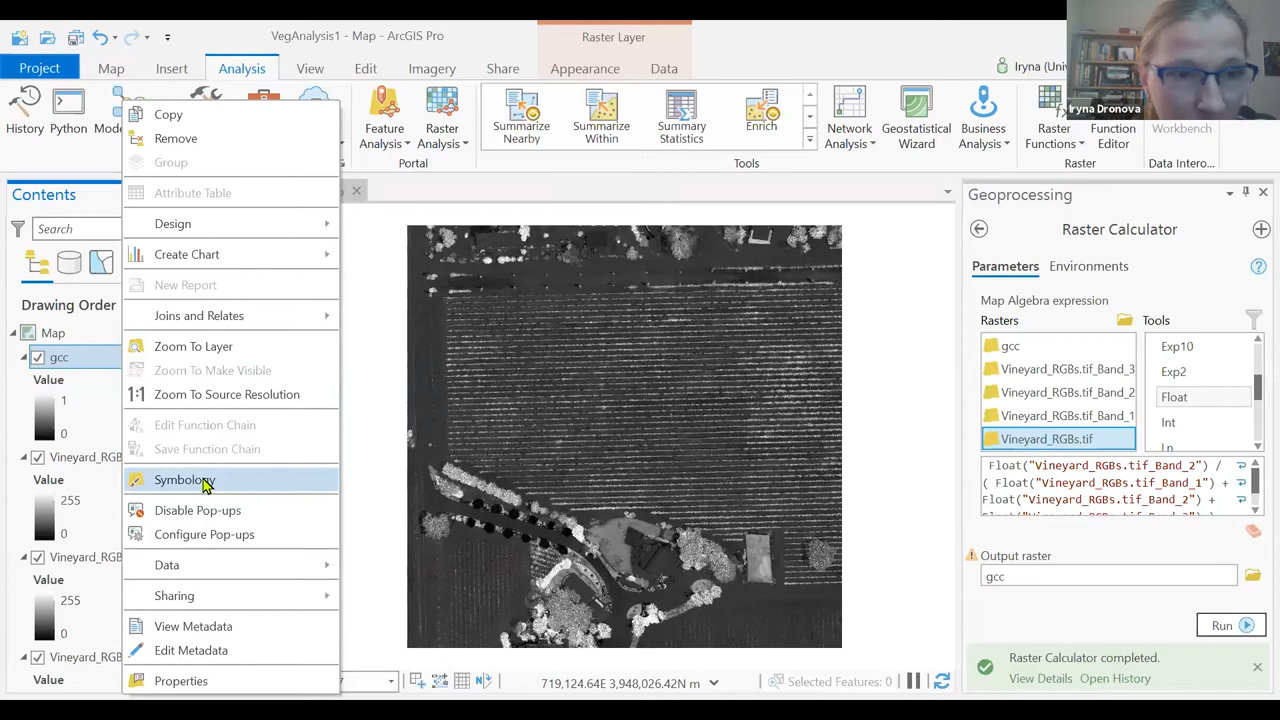 VegAnalysis1 - Map - ArcGIS Pro
Raster Layer
Project
Map
Insert
Analysis
View
Edit
Imagery
Share
Appearance
Data
Iryna (Univ
Iryna Dronova
History
Python
Mode
Feature Analysis
Raster Analysis
Portal
Summarize Nearby
Summarize Within
Summary Statistics
Enrich
Tools
Network Analysis
Geostatistical Wizard
Business Analysis
Raster Functions
Function Editor
Raster
Workbench
Data Intero...
Contents
Search
Drawing Order
Map
gcc
Value
1
0
Vineyard_RGB
Value
255
0
Vineyard_RGB
Value
255
0
Vineyard_RGB
Value
Copy
Remove
Group
Attribute Table
Design
Create Chart
New Report
Joins and Relates
Zoom To Layer
Zoom To Make Visible
1:1 Zoom To Source Resolution
Edit Function Chain
Save Function Chain
Symbology
Disable Pop-ups
Configure Pop-ups
Data
Sharing
View Metadata
Edit Metadata
Properties
719,124.64E 3,948,026.42N m
Selected Features: 0
Geoprocessing
Raster Calculator
Parameters
Environments
Map Algebra expression
Rasters
Tools
gcc
Vineyard_RGBs.tif_Band_3
Vineyard_RGBs.tif_Band_2
Vineyard_RGBs.tif_Band_1
Vineyard_RGBs.tif
Exp10
Exp2
Float
Int
Ln
Float("Vineyard_RGBs.tif_Band_2") /
( Float("Vineyard_RGBs.tif_Band_1") +
Float("Vineyard_RGBs.tif_Band_2") +
Output raster
gcc
Run
Raster Calculator completed.
View Details Open History